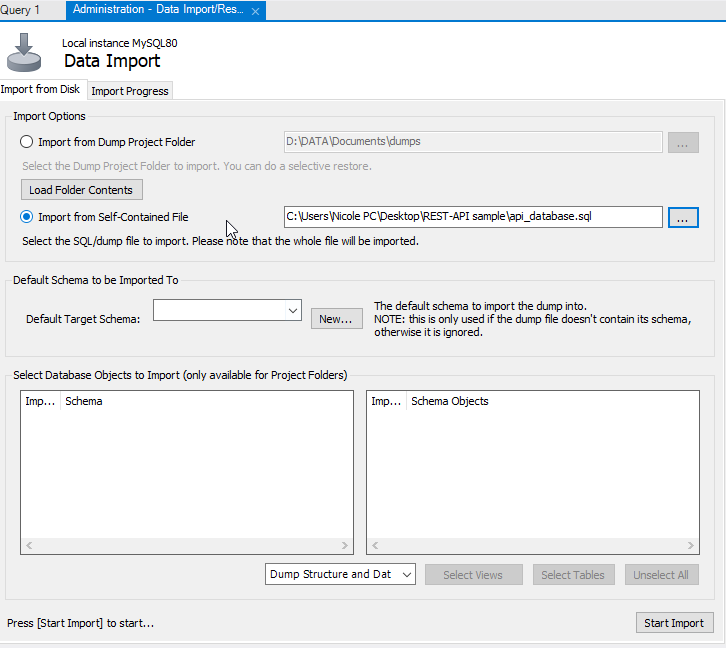 Query 1
Administration - Data Import/Res...
Local instance MySQL80
Data Import
Import from Disk
Import Progress
Import Options
Import from Dump Project Folder
D:\DATA\Documents\dumps
...
Select the Dump Project Folder to import. You can do a selective restore.
Load Folder Contents
Import from Self-Contained File
C:\Users\Nicole PC\Desktop\REST-API sample\api_database.sql
...
Select the SQL/dump file to import. Please note that the whole file will be imported.
Default Schema to be Imported To
Default Target Schema:
New...
The default schema to import the dump into.
NOTE: this is only used if the dump file doesn't contain its schema,
otherwise it is ignored.
Select Database Objects to Import (only available for Project Folders)
Imp... Schema
Imp... Schema Objects
Dump Structure and Dat
Select Views
Select Tables
Unselect All
Press [Start Import] to start...
Start Import